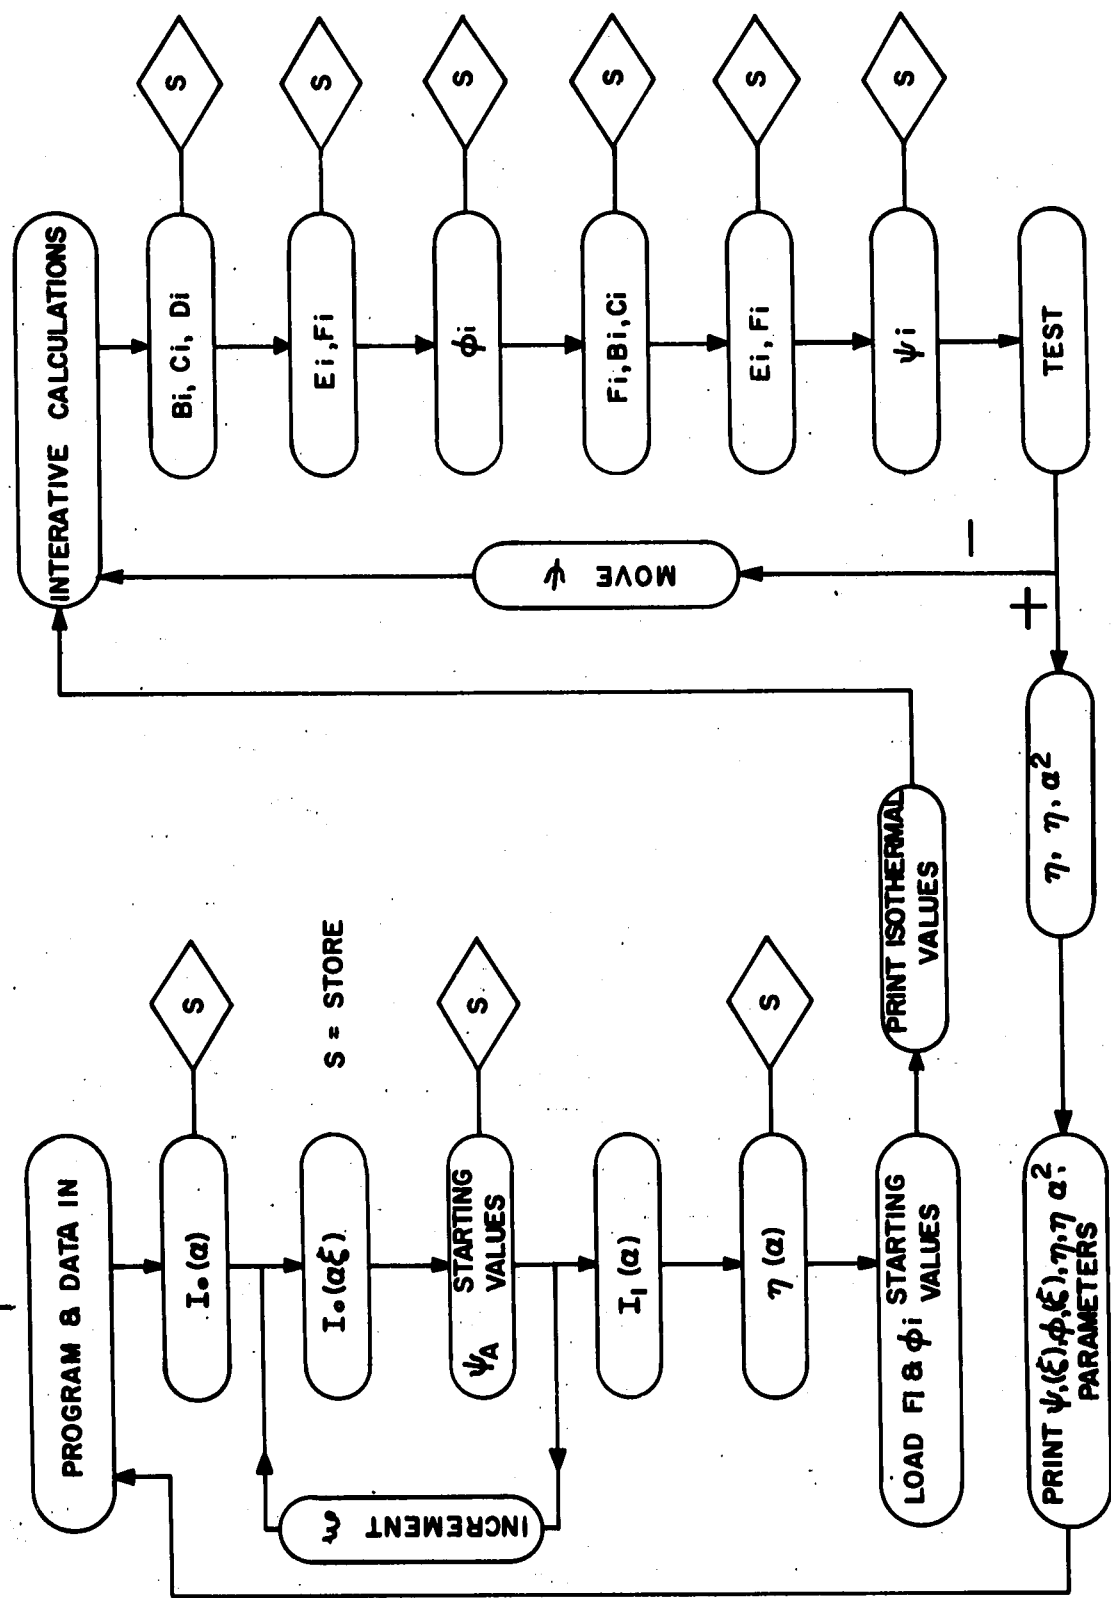 PROGRAM & DATA IN
I₀(α)
S
I₀(αξ)
S = STORE
ψA STARTING
VALUES
S
INCREMENT ξ
I₁(α)
η(α)
S
LOAD Fi & ϕi STARTING
VALUES
PRINT ISOTHERMAL
VALUES
INTERATIVE CALCULATIONS
Bi, Ci, Di
S
Ei, Fi
S
ϕi
S
Fi, Bi, Ci
S
Ei, Fi
S
ψi
S
TEST
−
+
MOVE ψ
η, η, α²
PRINT ψ,(ξ),ϕ,(ξ),η,η α².
PARAMETERS